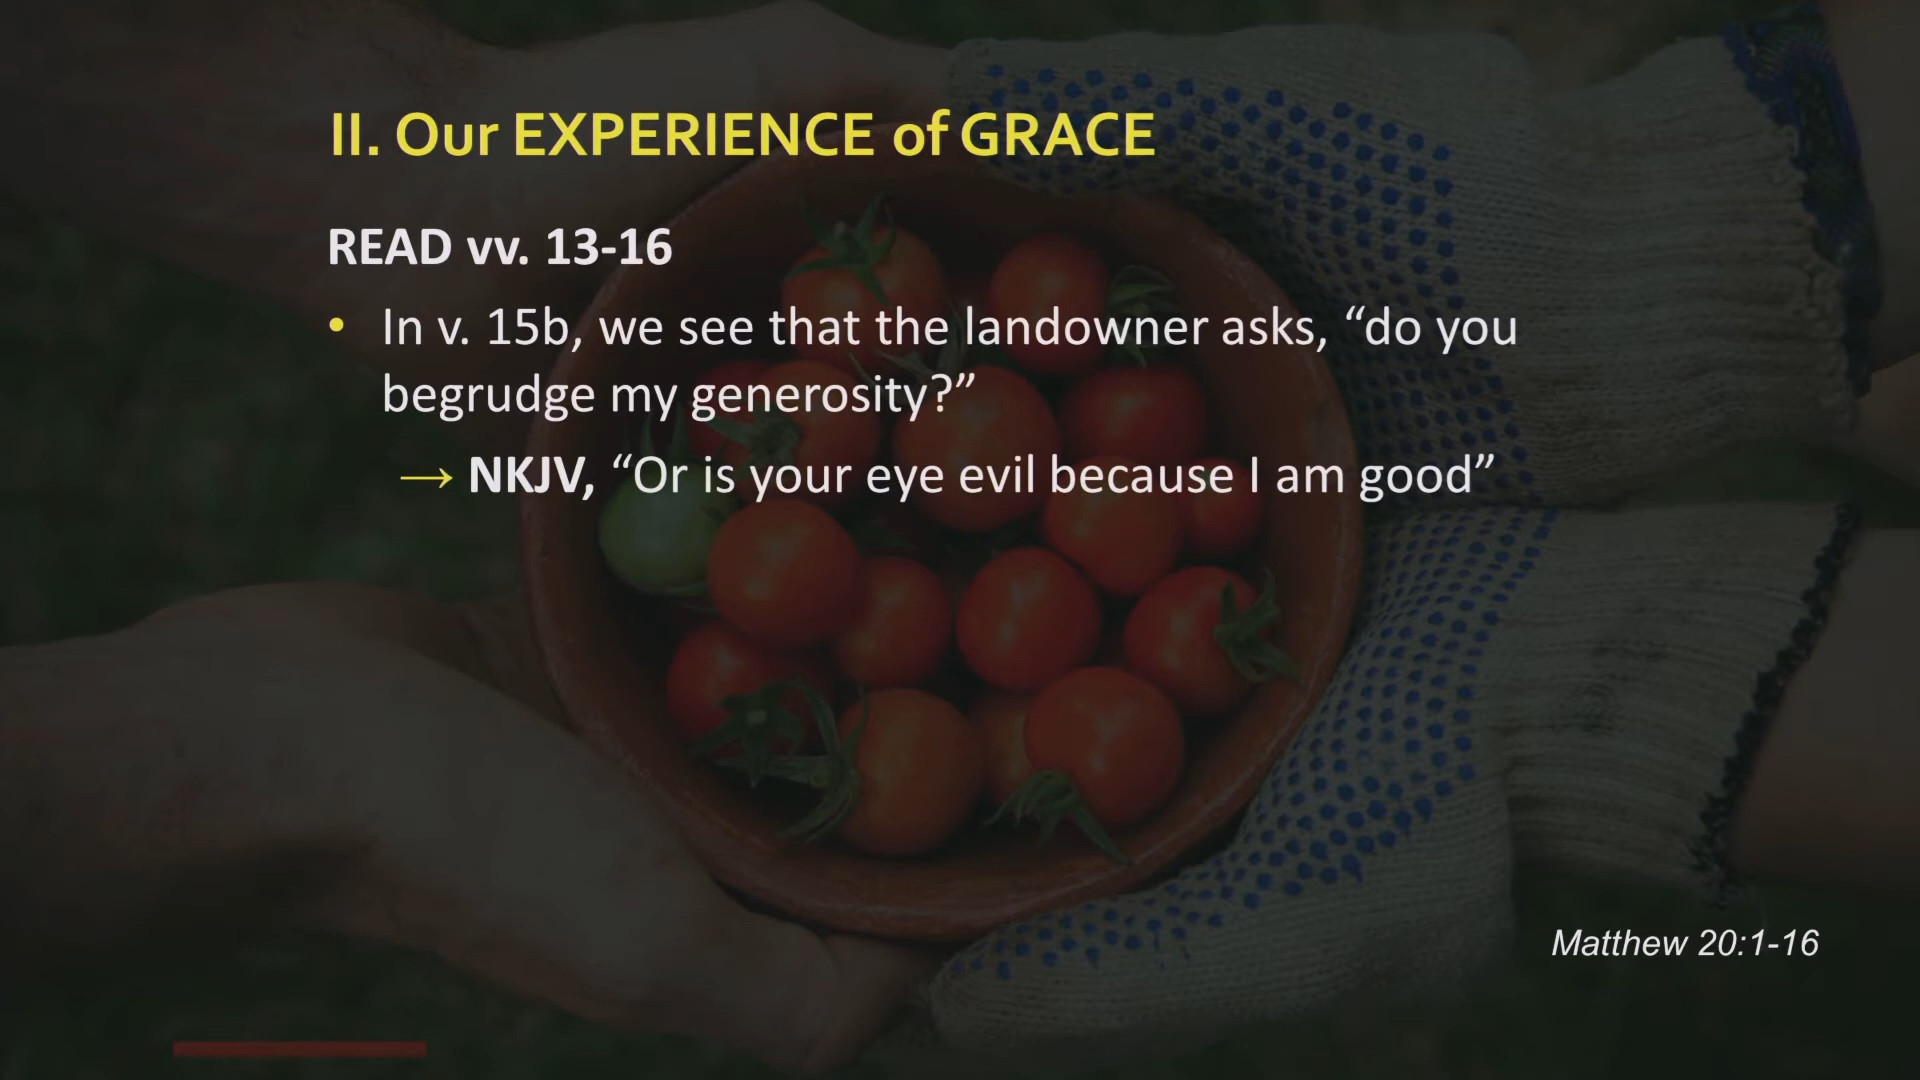 II. Our EXPERIENCE of GRACE
READ vv. 13-16
• In v. 15b, we see that the landowner asks, “do you
begrudge my generosity?”
→ NKJV, “Or is your eye evil because I am good”
Matthew 20:1-16